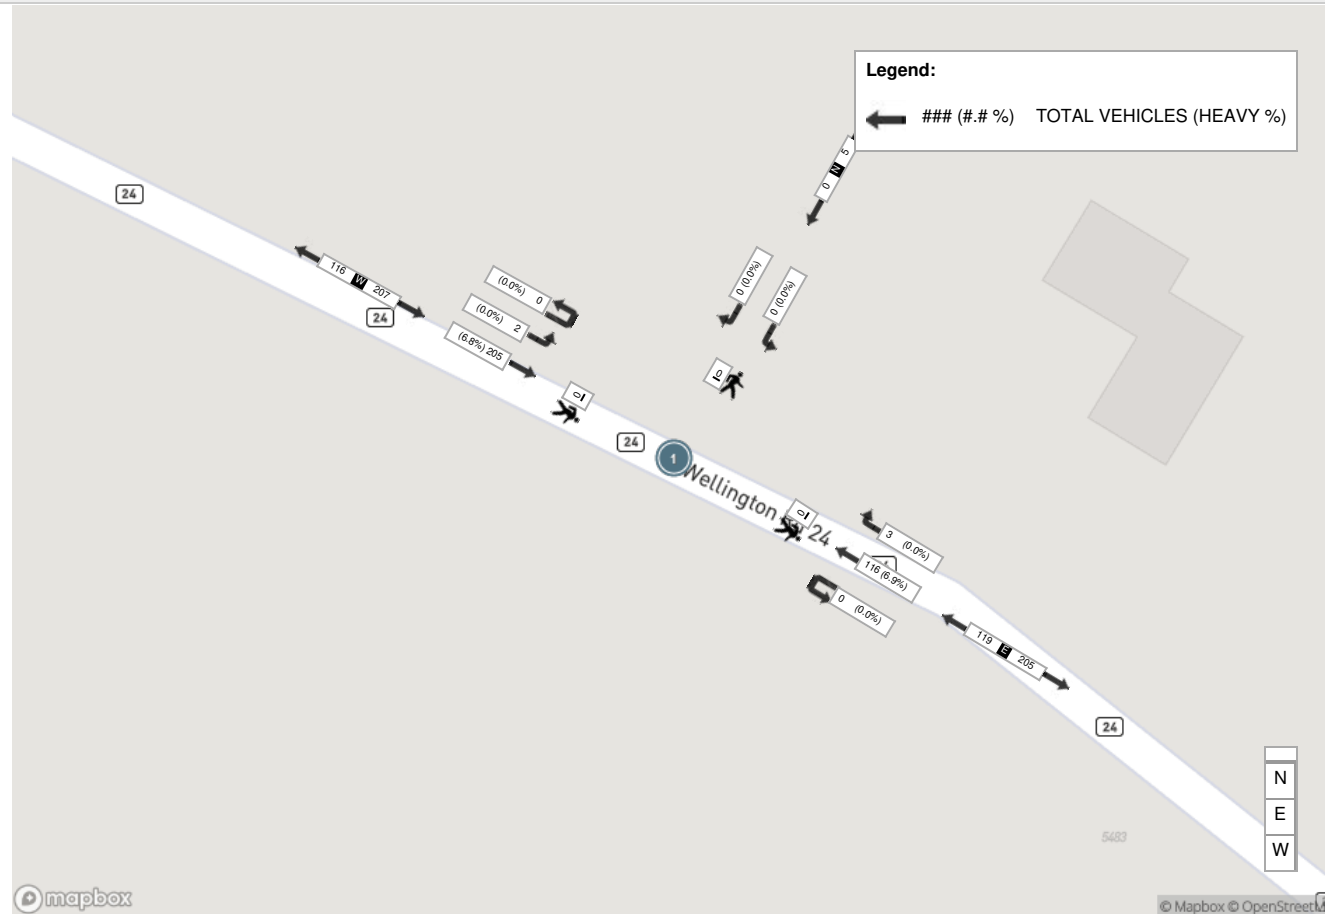 Legend:
### (#.# %) TOTAL VEHICLES (HEAVY %)
0 N 5
24
116 W 207
24
(0.0%) 0
(0.0%) 2
(6.8%) 205
0 (0.0%)
0 (0.0%)
0
0
24
1
Wellington
24
0
3 (0.0%)
116 (6.9%)
0 (0.0%)
119 E 205
24
N
E
W
5483
mapbox
© Mapbox © OpenStreetM